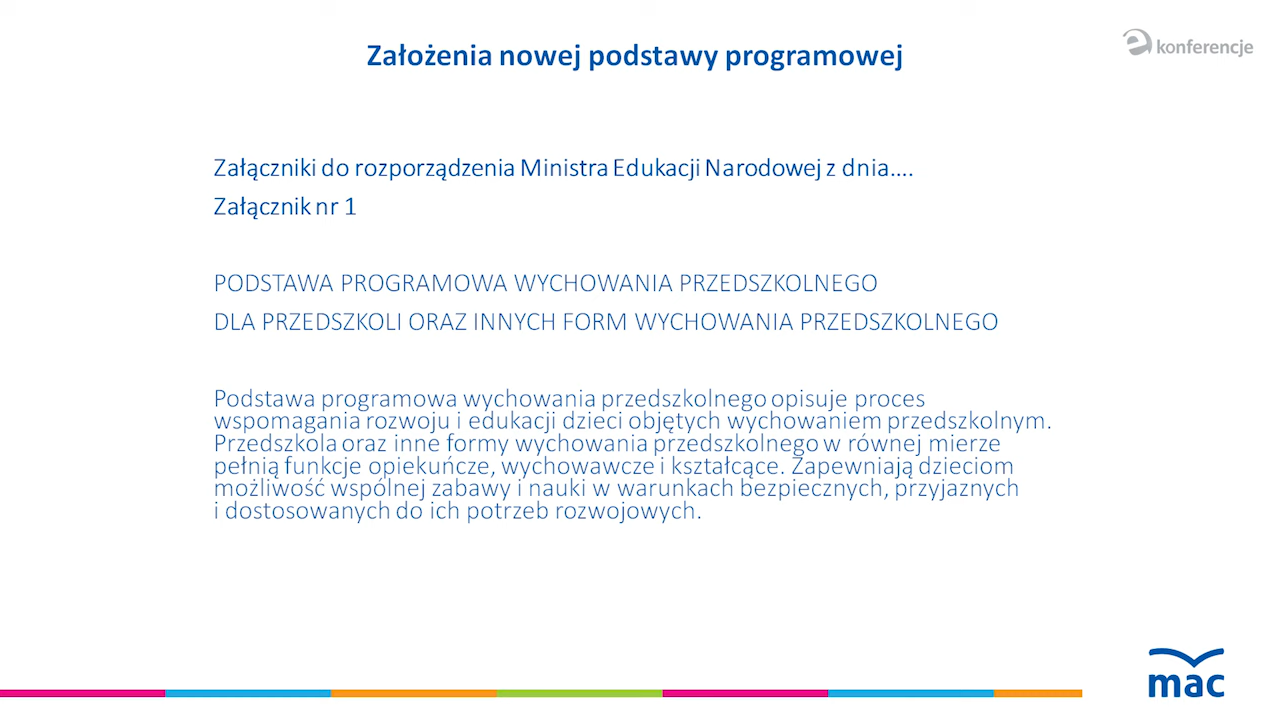 Założenia nowej podstawy programowej
e konferencje
Załączniki do rozporządzenia Ministra Edukacji Narodowej z dnia....
Załącznik nr 1
PODSTAWA PROGRAMOWA WYCHOWANIA PRZEDSZKOLNEGO
DLA PRZEDSZKOLI ORAZ INNYCH FORM WYCHOWANIA PRZEDSZKOLNEGO
Podstawa programowa wychowania przedszkolnego opisuje proces
wspomagania rozwoju i edukacji dzieci objętych wychowaniem przedszkolnym.
Przedszkola oraz inne formy wychowania przedszkolnego w równej mierze
pełnią funkcje opiekuńcze, wychowawcze i kształcące. Zapewniają dzieciom
możliwość wspólnej zabawy i nauki w warunkach bezpiecznych, przyjaznych
i dostosowanych do ich potrzeb rozwojowych.
mac